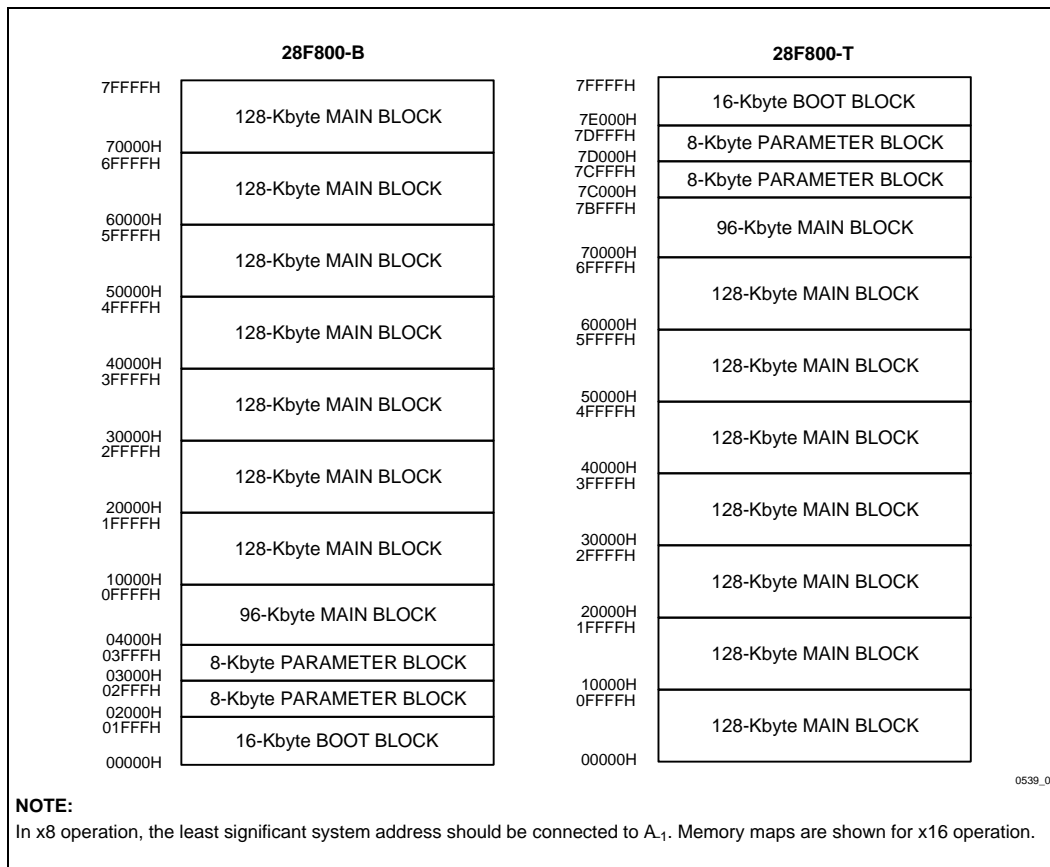 28F800-B
7FFFFH
128-Kbyte MAIN BLOCK
70000H
6FFFFH
128-Kbyte MAIN BLOCK
60000H
5FFFFH
128-Kbyte MAIN BLOCK
50000H
4FFFFH
128-Kbyte MAIN BLOCK
40000H
3FFFFH
128-Kbyte MAIN BLOCK
30000H
2FFFFH
128-Kbyte MAIN BLOCK
20000H
1FFFFH
128-Kbyte MAIN BLOCK
10000H
0FFFFH
96-Kbyte MAIN BLOCK
04000H
03FFFH
8-Kbyte PARAMETER BLOCK
03000H
02FFFH
8-Kbyte PARAMETER BLOCK
02000H
01FFFH
16-Kbyte BOOT BLOCK
00000H
28F800-T
7FFFFH
16-Kbyte BOOT BLOCK
7E000H
7DFFFH
8-Kbyte PARAMETER BLOCK
7D000H
7CFFFH
8-Kbyte PARAMETER BLOCK
7C000H
7BFFFH
96-Kbyte MAIN BLOCK
70000H
6FFFFH
128-Kbyte MAIN BLOCK
60000H
5FFFFH
128-Kbyte MAIN BLOCK
50000H
4FFFFH
128-Kbyte MAIN BLOCK
40000H
3FFFFH
128-Kbyte MAIN BLOCK
30000H
2FFFFH
128-Kbyte MAIN BLOCK
20000H
1FFFFH
128-Kbyte MAIN BLOCK
10000H
0FFFFH
128-Kbyte MAIN BLOCK
00000H
0539_0
NOTE:
In x8 operation, the least significant system address should be connected to A-1. Memory maps are shown for x16 operation.